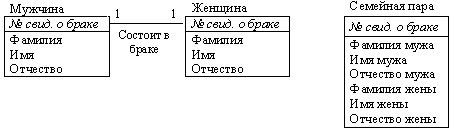 Мужчина
№ свид. о браке
Фамилия
Имя
Отчество
1 1
Состоит в
браке
Женщина
№ свид. о браке
Фамилия
Имя
Отчество
Семейная пара
№ свид. о браке
Фамилия мужа
Имя мужа
Отчество мужа
Фамилия жены
Имя жены
Отчество жены